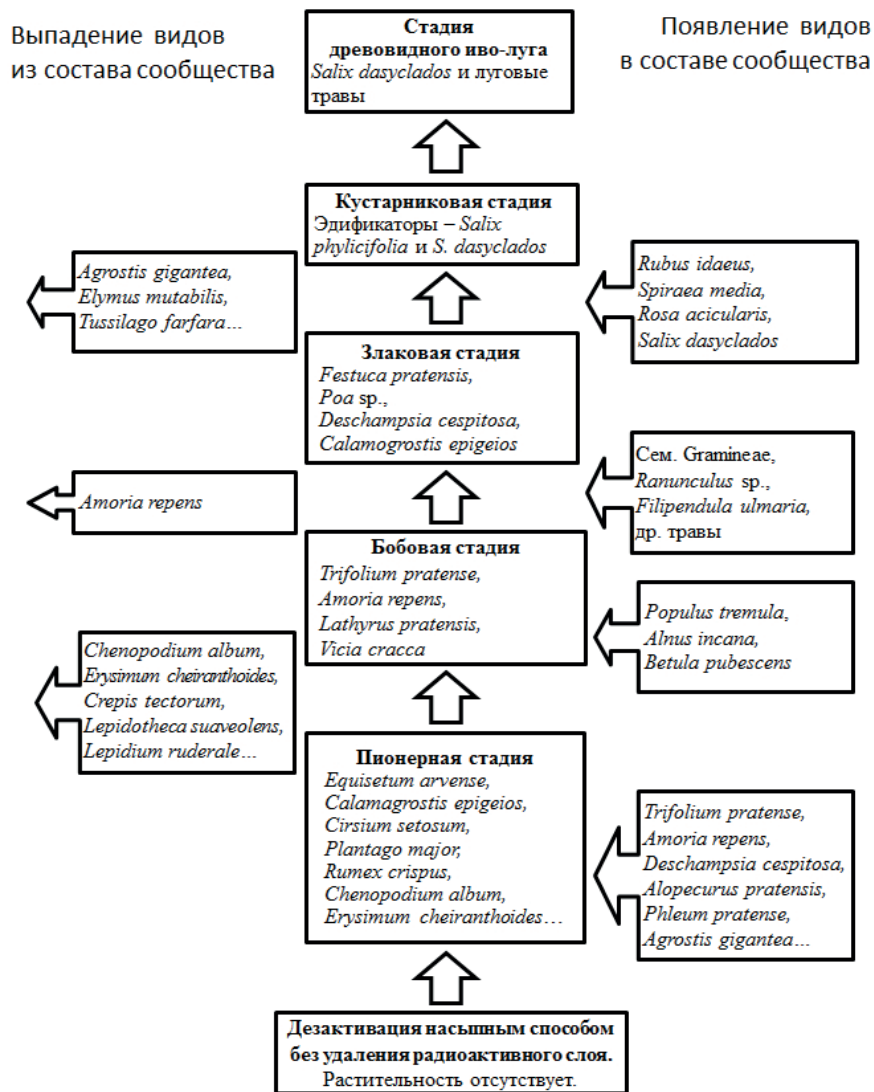 Выпадение видов
из состава сообщества
Появление видов
в составе сообщества
Стадия
древовидного иво-луга
Salix dasyclados и луговые
травы
Кустарниковая стадия
Эдификаторы – Salix
phylicifolia и S. dasyclados
Agrostis gigantea,
Elymus mutabilis,
Tussilago farfara...
Rubus idaeus,
Spiraea media,
Rosa acicularis,
Salix dasyclados
Злаковая стадия
Festuca pratensis,
Poa sp.,
Deschampsia cespitosa,
Calamogrostis epigeios
Сем. Gramineae,
Ranunculus sp.,
Filipendula ulmaria,
др. травы
Amoria repens
Бобовая стадия
Trifolium pratense,
Amoria repens,
Lathyrus pratensis,
Vicia cracca
Populus tremula,
Alnus incana,
Betula pubescens
Chenopodium album,
Erysimum cheiranthoides,
Crepis tectorum,
Lepidotheca suaveolens,
Lepidium ruderale...
Пионерная стадия
Equisetum arvense,
Calamagrostis epigeios,
Cirsium setosum,
Plantago major,
Rumex crispus,
Chenopodium album,
Erysimum cheiranthoides...
Trifolium pratense,
Amoria repens,
Deschampsia cespitosa,
Alopecurus pratensis,
Phleum pratense,
Agrostis gigantea...
Дезактивация насыпным способом
без удаления радиоактивного слоя.
Растительность отсутствует.